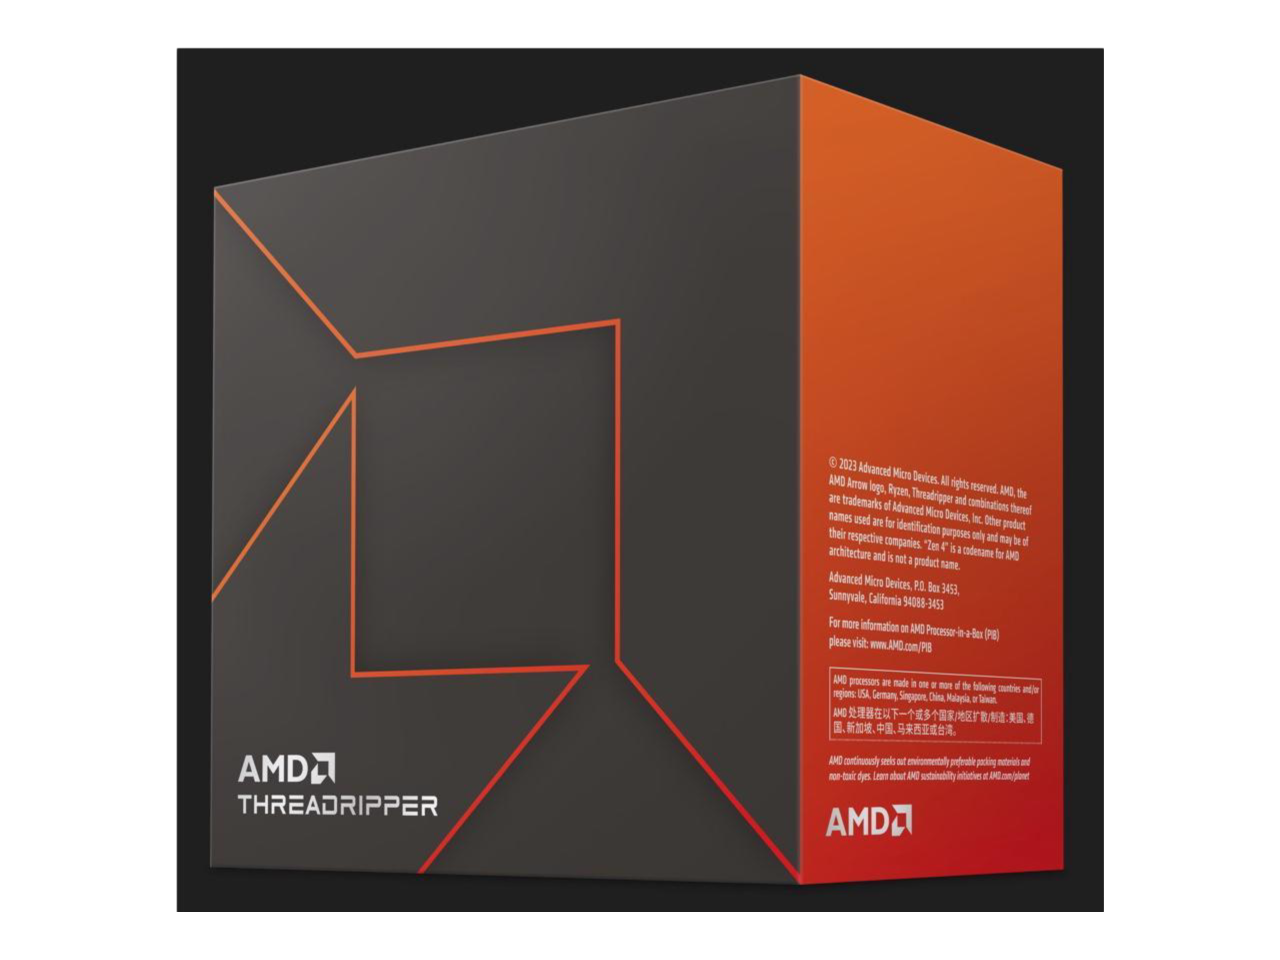 AMD
THREADRIPPER
© 2023 Advanced Micro Devices. All rights reserved. AMD, the
AMD Arrow logo, Ryzen, Threadripper and combinations thereof
are trademarks of Advanced Micro Devices, Inc. Other product
names used are for identification purposes only and may be of
their respective companies. "Zen 4" is a codename for AMD
architecture and is not a product name.
Advanced Micro Devices, P.O. Box 3453,
Sunnyvale, California 94088-3453
For more information on AMD Processor-in-a-Box (PIB)
please visit: www.AMD.com/PIB
AMD processors are made in one or more of the following countries and/or
regions: USA, Germany, Singapore, China, Malaysia, or Taiwan.
AMD 处理器在以下一个或多个国家/地区扩散/制造：美国、德
国、新加坡、中国、马来西亚或台湾。
AMD continuously seeks out environmentally preferable packing materials and
non-toxic dyes. Learn about AMD sustainability initiatives at AMD.com/planet
AMD